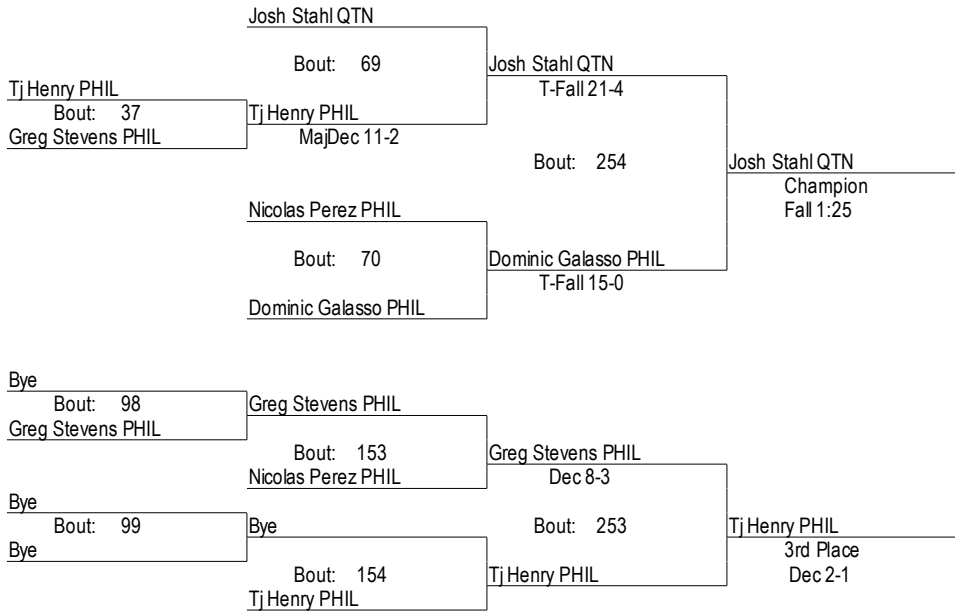 Josh Stahl QTN
Bout: 69
Josh Stahl QTN
T-Fall 21-4
Tj Henry PHIL
Bout: 37
Tj Henry PHIL
Greg Stevens PHIL
MajDec 11-2
Bout: 254
Josh Stahl QTN
Champion
Fall 1:25
Nicolas Perez PHIL
Bout: 70
Dominic Galasso PHIL
T-Fall 15-0
Dominic Galasso PHIL
Bye
Bout: 98
Greg Stevens PHIL
Greg Stevens PHIL
Bout: 153
Greg Stevens PHIL
Nicolas Perez PHIL
Dec 8-3
Bye
Bout: 99
Bye
Bout: 253
Tj Henry PHIL
Bye
3rd Place
Bout: 154
Tj Henry PHIL
Dec 2-1
Tj Henry PHIL